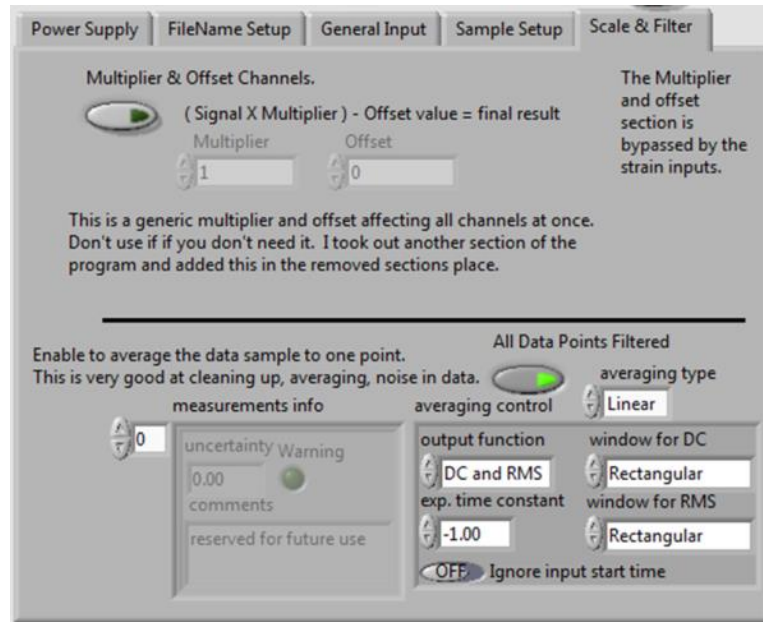 Power Supply FileName Setup General Input Sample Setup Scale & Filter
Multiplier & Offset Channels.
( Signal X Multiplier ) - Offset value = final result
Multiplier Offset
1 0
The Multiplier
and offset
section is
bypassed by the
strain inputs.
This is a generic multiplier and offset affecting all channels at once.
Don't use if if you don't need it. I took out another section of the
program and added this in the removed sections place.
All Data Points Filtered
Enable to average the data sample to one point.
This is very good at cleaning up, averaging, noise in data.
averaging type
Linear
measurements info
0
uncertainty Warning
0.00
comments
reserved for future use
averaging control
output function window for DC
DC and RMS Rectangular
exp. time constant window for RMS
-1.00 Rectangular
OFF Ignore input start time